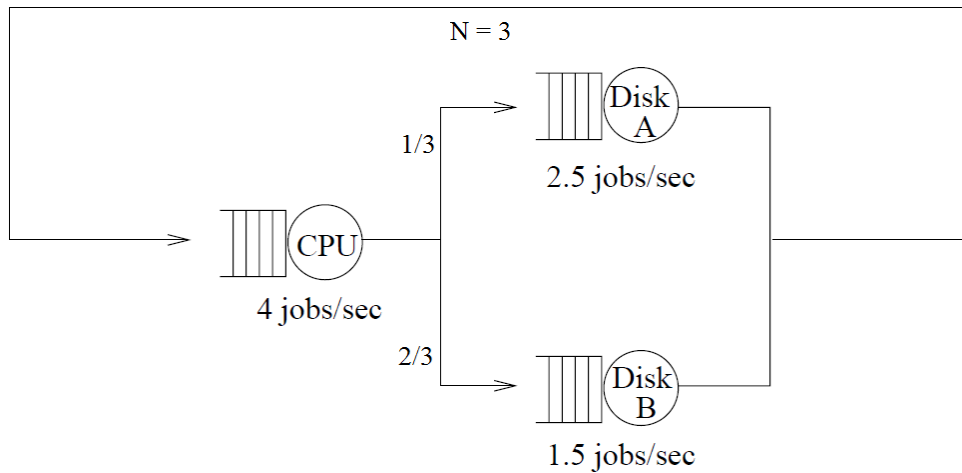 N = 3
Disk
A
1/3
2.5 jobs/sec
CPU
4 jobs/sec
2/3
Disk
B
1.5 jobs/sec